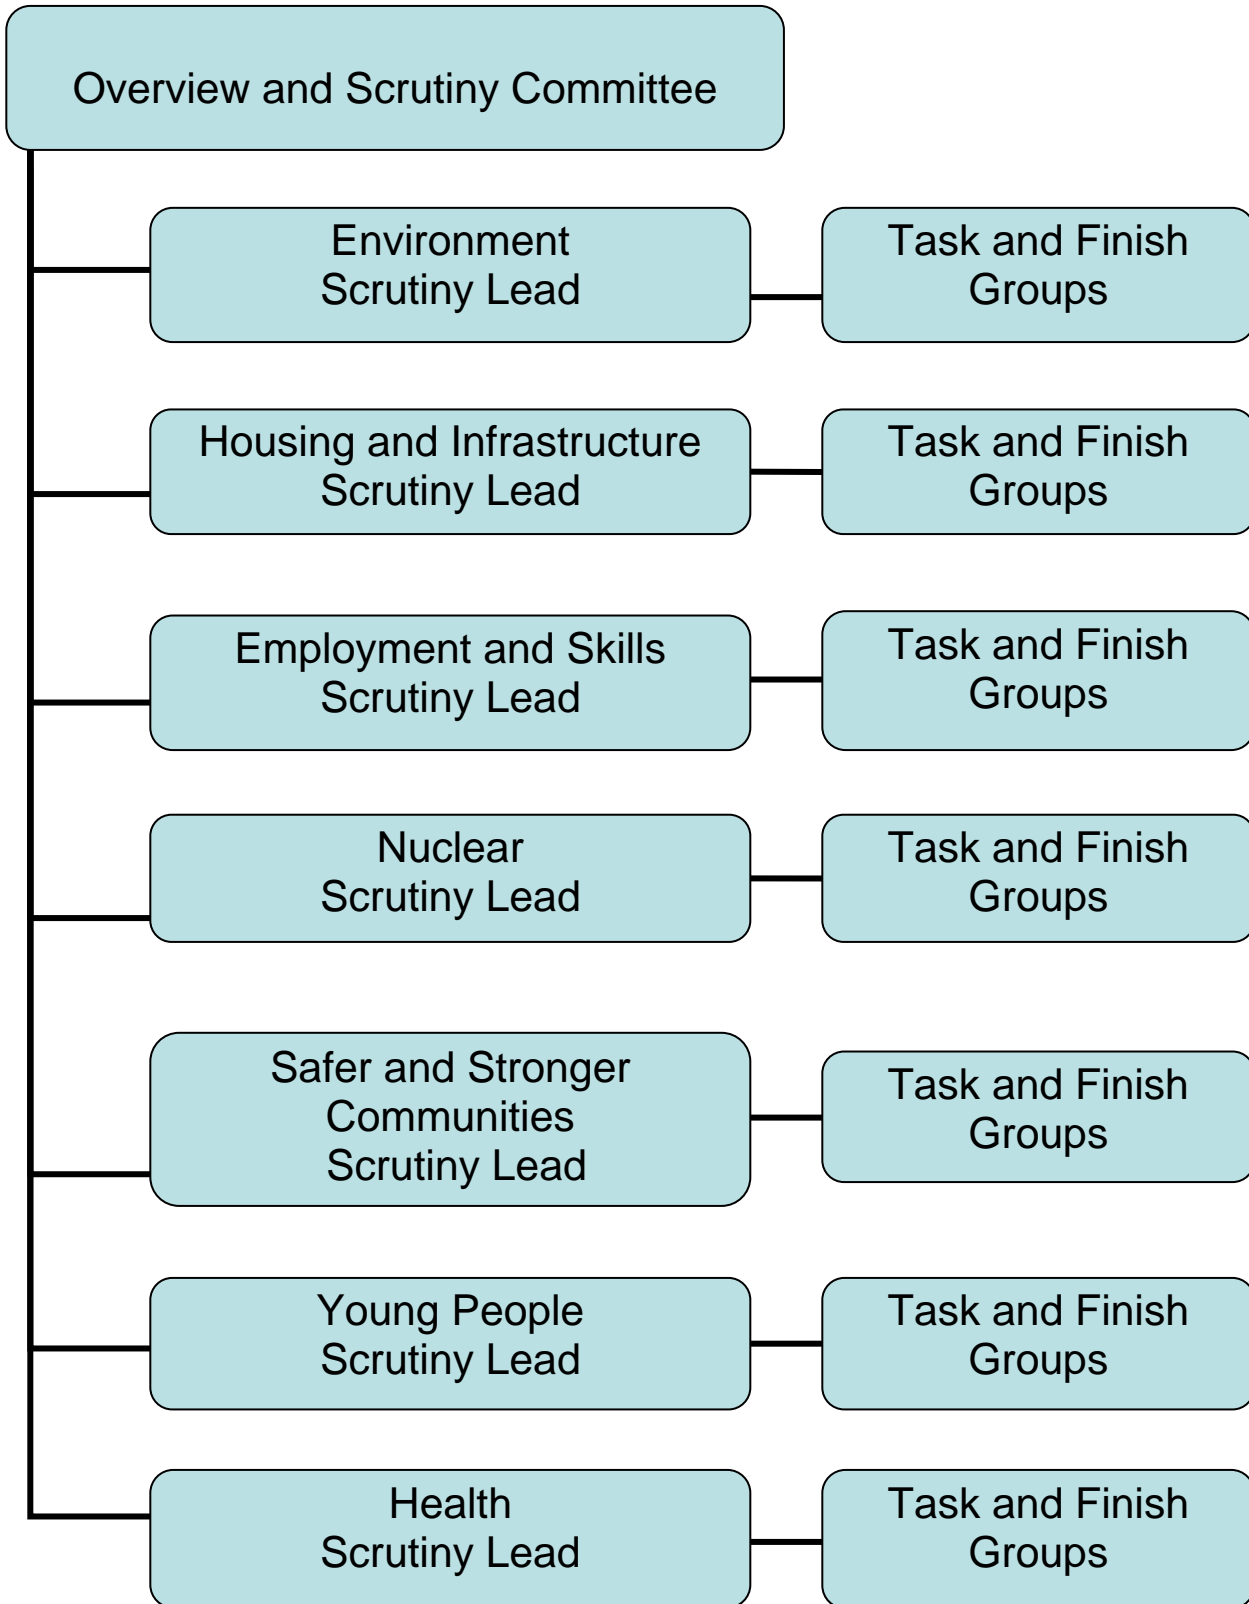 Overview and Scrutiny Committee
Environment
Scrutiny Lead
Task and Finish
Groups
Housing and Infrastructure
Scrutiny Lead
Task and Finish
Groups
Employment and Skills
Scrutiny Lead
Task and Finish
Groups
Nuclear
Scrutiny Lead
Task and Finish
Groups
Safer and Stronger
Communities
Scrutiny Lead
Task and Finish
Groups
Young People
Scrutiny Lead
Task and Finish
Groups
Health
Scrutiny Lead
Task and Finish
Groups